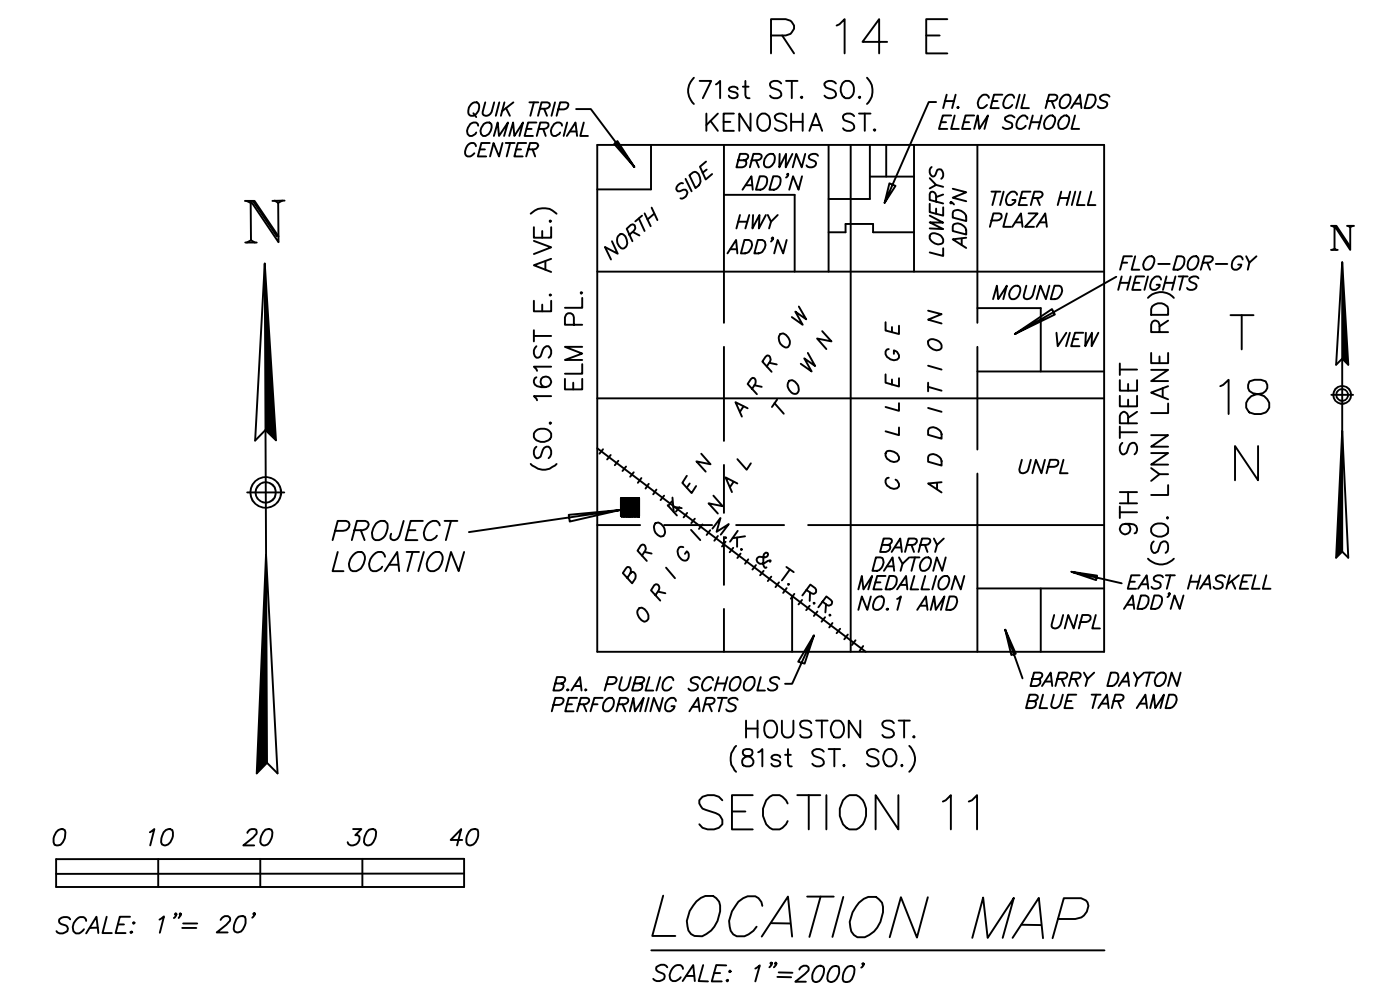 R 14 E
(71st ST. SO.)
KENOSHA ST.
QUIK TRIP
COMMERCIAL
CENTER
H. CECIL ROADS
ELEM SCHOOL
NORTH SIDE
BROWNS
ADD'N
HWY
ADD'N
LOWERYS
ADD'N
TIGER HILL
PLAZA
N
N
(SO. 161ST E. AVE.)
ELM PL.
FLO-DOR-GY
HEIGHTS
MOUND
VIEW
BROKEN ARROW
ORIGINAL TOWN
COLLEGE
ADDITION
UNPL
9TH STREET
(SO. LYNN LANE RD)
T
18
N
PROJECT
LOCATION
M.K. & T. R.R.
BARRY
DAYTON
MEDALLION
NO.1 AMD
EAST HASKELL
ADD'N
UNPL
B.A. PUBLIC SCHOOLS
PERFORMING ARTS
BARRY DAYTON
BLUE TAR AMD
HOUSTON ST.
(81st ST. SO.)
SECTION 11
0 10 20 30 40
SCALE: 1"= 20'
LOCATION MAP
SCALE: 1"=2000'